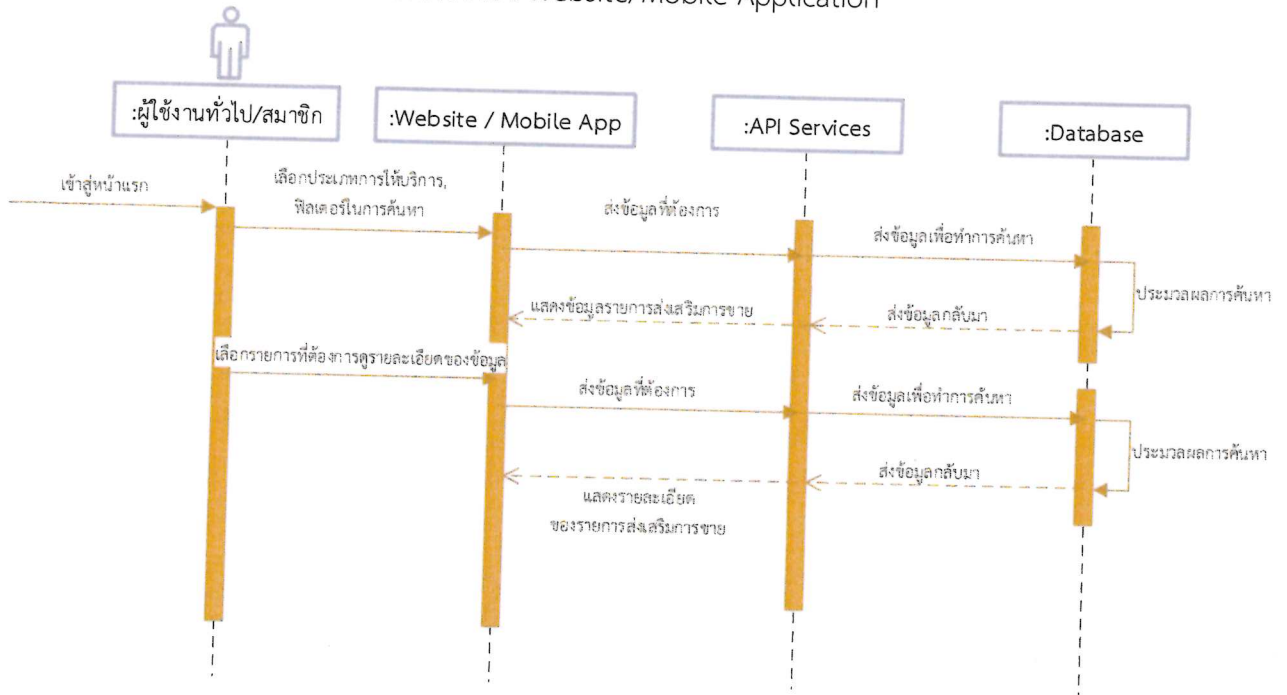 Website/Mobile Application
:ผู้ใช้งานทั่วไป/สมาชิก
:Website / Mobile App
:API Services
:Database
เข้าสู่หน้าแรก
เลือกประเภทการให้บริการ,
ฟิลเตอร์ในการค้นหา
ส่งข้อมูลที่ต้องการ
ส่งข้อมูลเพื่อทำการค้นหา
ประมวลผลการค้นหา
ส่งข้อมูลกลับมา
แสดงข้อมูลรายการส่งเสริมการขาย
เลือกรายการที่ต้องการดูรายละเอียดของข้อมูล
ส่งข้อมูลที่ต้องการ
ส่งข้อมูลเพื่อทำการค้นหา
ประมวลผลการค้นหา
ส่งข้อมูลกลับมา
แสดงรายละเอียด
ของรายการส่งเสริมการขาย